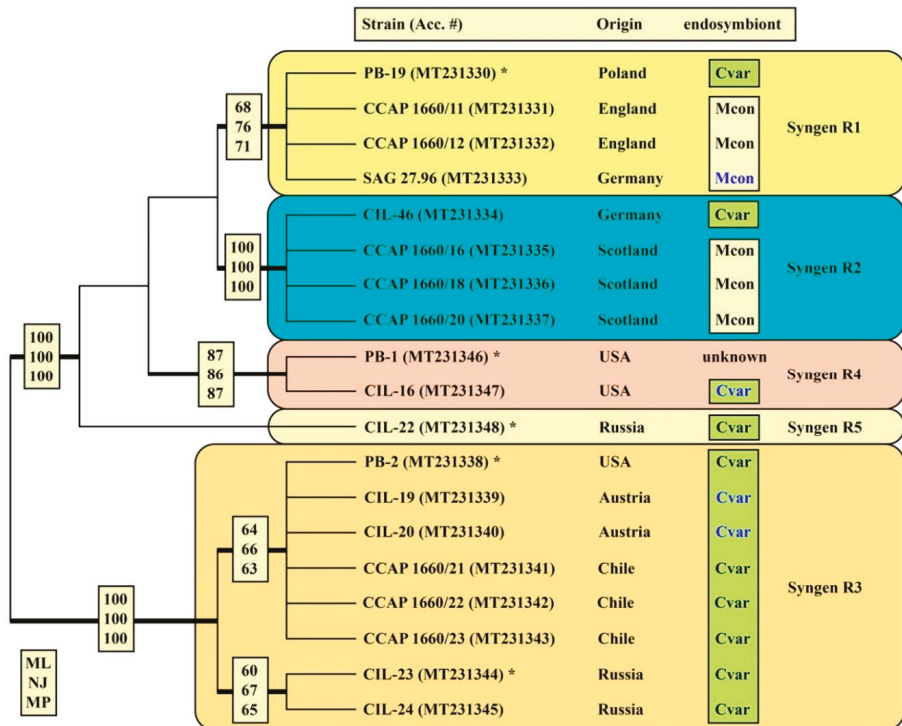 Strain (Acc. #) Origin endosymbiont
PB-19 (MT231330) * Poland Cvar
CCAP 1660/11 (MT231331) England Mcon
CCAP 1660/12 (MT231332) England Mcon
SAG 27.96 (MT231333) Germany Mcon
Syngen R1
68
76
71
CIL-46 (MT231334) Germany Cvar
CCAP 1660/16 (MT231335) Scotland Mcon
CCAP 1660/18 (MT231336) Scotland Mcon
CCAP 1660/20 (MT231337) Scotland Mcon
Syngen R2
100
100
100
PB-1 (MT231346) * USA unknown
CIL-16 (MT231347) USA Cvar
Syngen R4
87
86
87
100
100
100
CIL-22 (MT231348) * Russia Cvar Syngen R5
PB-2 (MT231338) * USA Cvar
CIL-19 (MT231339) Austria Cvar
CIL-20 (MT231340) Austria Cvar
CCAP 1660/21 (MT231341) Chile Cvar
CCAP 1660/22 (MT231342) Chile Cvar
CCAP 1660/23 (MT231343) Chile Cvar
Syngen R3
64
66
63
100
100
100
CIL-23 (MT231344) * Russia Cvar
CIL-24 (MT231345) Russia Cvar
60
67
65
ML
NJ
MP